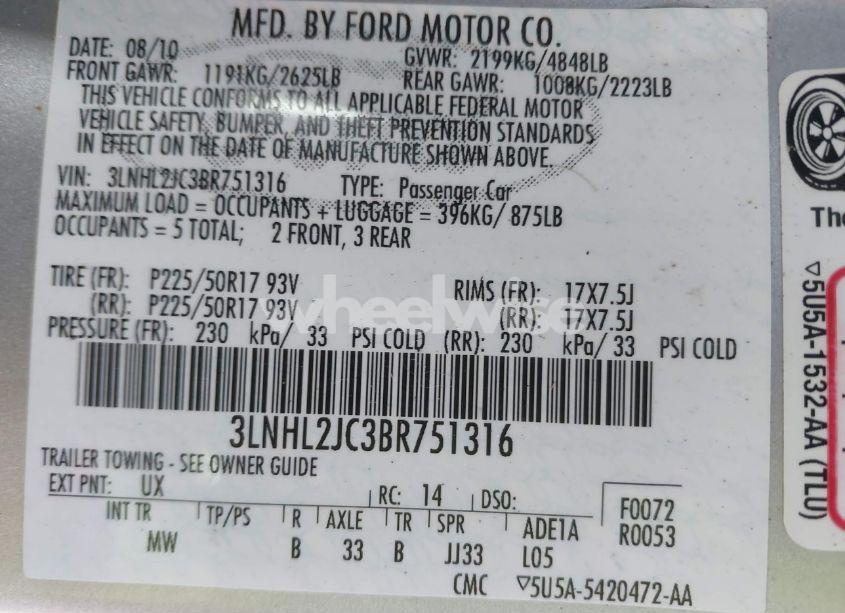 MFD. BY FORD MOTOR CO.
DATE: 08/10 GVWR: 2199KG/4848LB
FRONT GAWR: 1191KG/2625LB REAR GAWR: 1008KG/2223LB
THIS VEHICLE CONFORMS TO ALL APPLICABLE FEDERAL MOTOR
VEHICLE SAFETY, BUMPER, AND THEFT PREVENTION STANDARDS
IN EFFECT ON THE DATE OF MANUFACTURE SHOWN ABOVE.
VIN: 3LNHL2JC3BR751316 TYPE: Passenger Car
MAXIMUM LOAD = OCCUPANTS + LUGGAGE = 396KG/ 875LB
OCCUPANTS = 5 TOTAL; 2 FRONT, 3 REAR
TIRE (FR): P225/50R17 93V RIMS (FR): 17X7.5J
(RR): P225/50R17 93V (RR): 17X7.5J
wheelwise
PRESSURE (FR): 230 kPa/ 33 PSI COLD (RR): 230 kPa/ 33 PSI COLD
3LNHL2JC3BR751316
TRAILER TOWING - SEE OWNER GUIDE
EXT PNT: UX RC: 14 DSO: F0072
INT TR TP/PS R AXLE TR SPR ADE1A R0053
MW B 33 B JJ33 L05
CMC ▽5U5A-5420472-AA
The
▽5U5A-1532-AA (TLU)